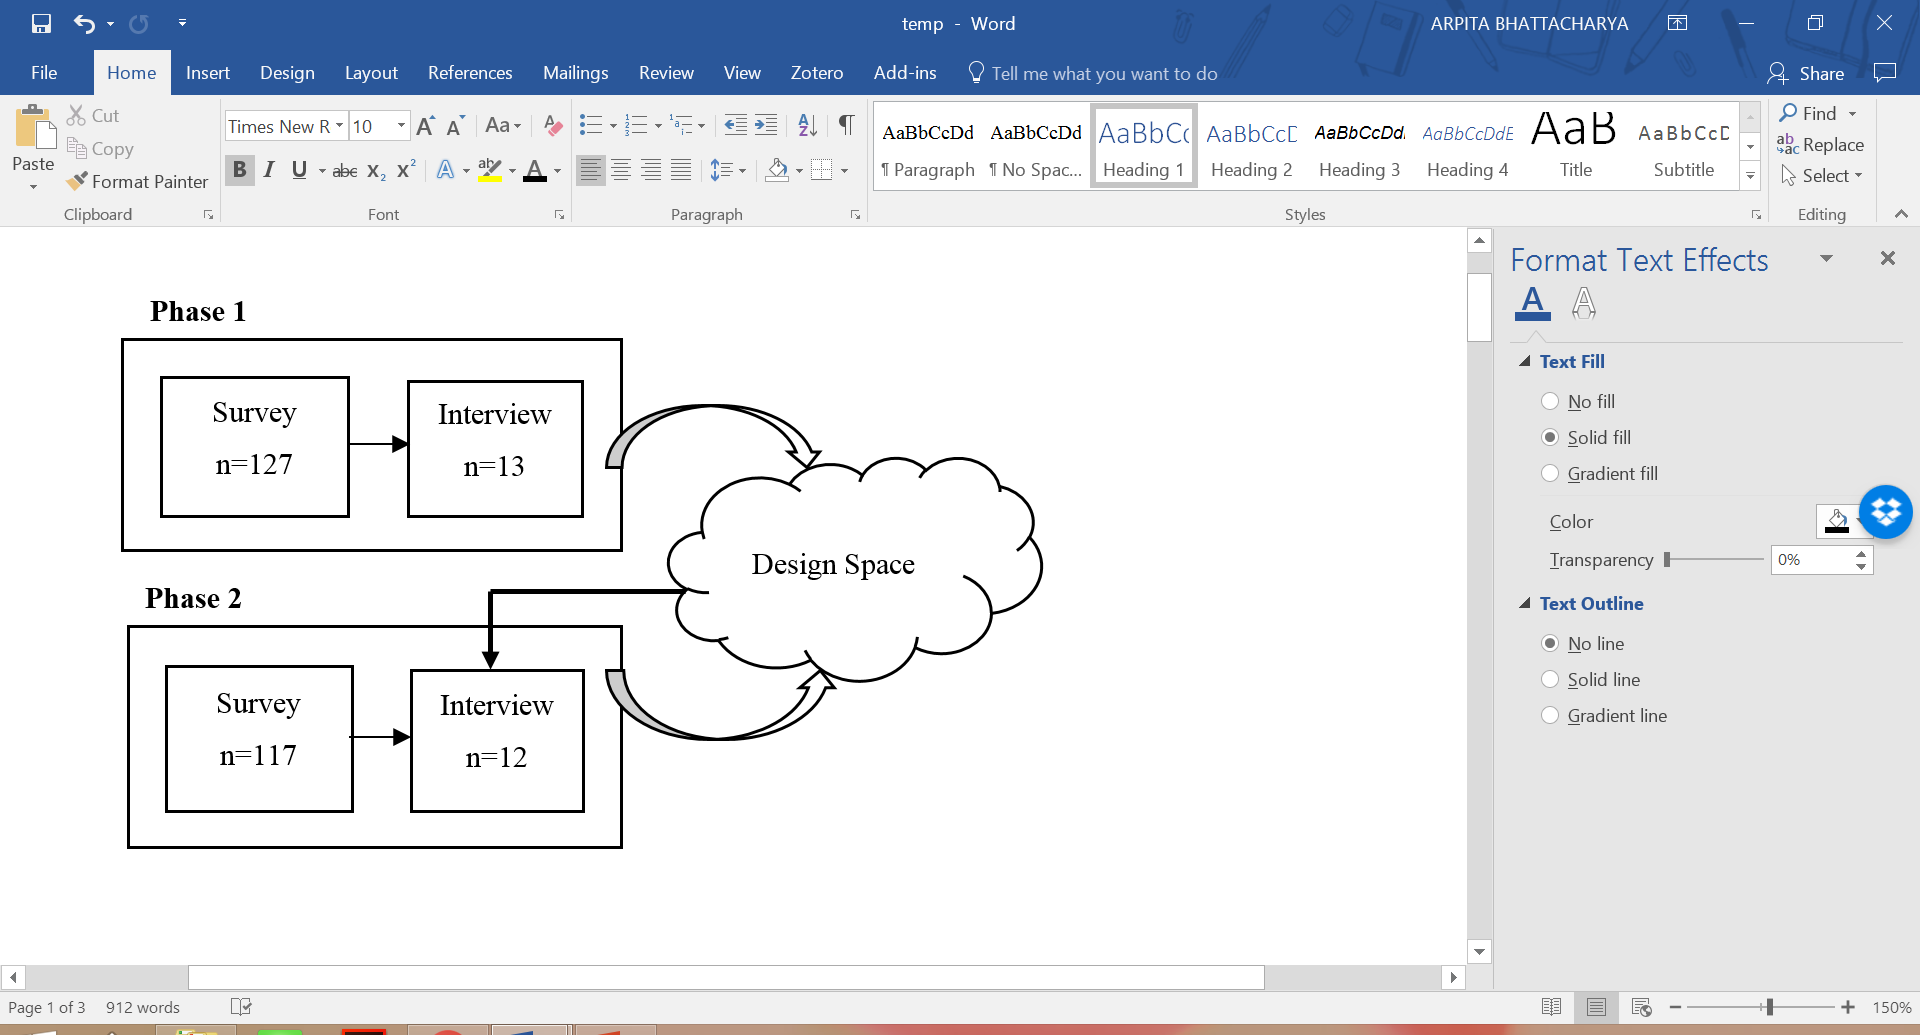 temp - Word
ARPITA BHATTACHARYA
File Home Insert Design Layout References Mailings Review View Zotero Add-ins Tell me what you want to do Share
Paste
Cut
Copy
Format Painter
Clipboard
Times New R 10
Aa
B I U abc X₂ X²
Font
Paragraph
AaBbCcDd AaBbCcDd AaBbCc AaBbCcD AaBbCcDd AaBbCcDdE AaB AaBbCcD
¶ Paragraph ¶ No Spac... Heading 1 Heading 2 Heading 3 Heading 4 Title Subtitle
Styles
Find
Replace
Select
Editing
Phase 1
Survey
n=127
Interview
n=13
Design Space
Phase 2
Survey
n=117
Interview
n=12
Format Text Effects
Text Fill
No fill
Solid fill
Gradient fill
Color
Transparency 0%
Text Outline
No line
Solid line
Gradient line
Page 1 of 3 912 words
150%